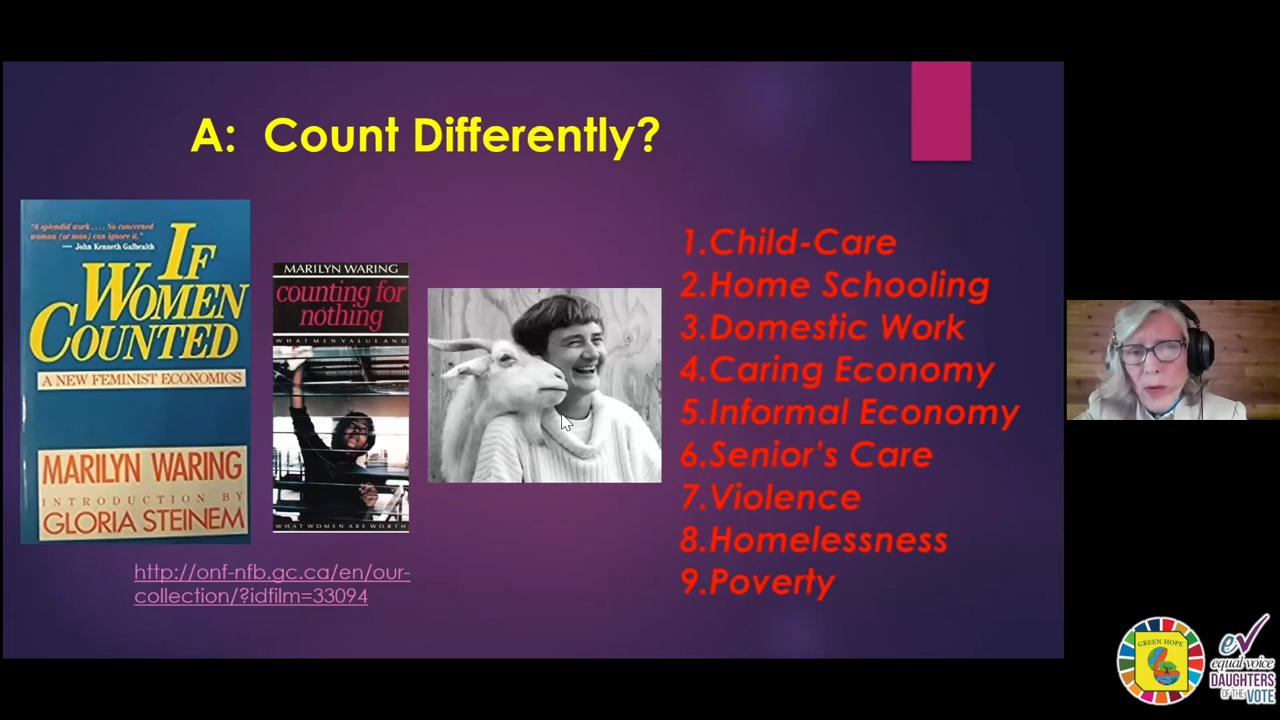 A: Count Differently?
"A splendid work . . . . No concerned
woman (or man) can ignore it."
— John Kenneth Galbraith
IF
WOMEN
COUNTED
A NEW FEMINIST ECONOMICS
MARILYN WARING
INTRODUCTION BY
GLORIA STEINEM
MARILYN WARING
counting for
nothing
WHAT MEN VALUE AND
WHAT WOMEN ARE WORTH
http://onf-nfb.gc.ca/en/our-
collection/?idfilm=33094
1.Child-Care
2.Home Schooling
3.Domestic Work
4.Caring Economy
5.Informal Economy
6.Senior's Care
7.Violence
8.Homelessness
9.Poverty
GREEN HOPE
ev
equal voice
DAUGHTERS
OF THE VOTE